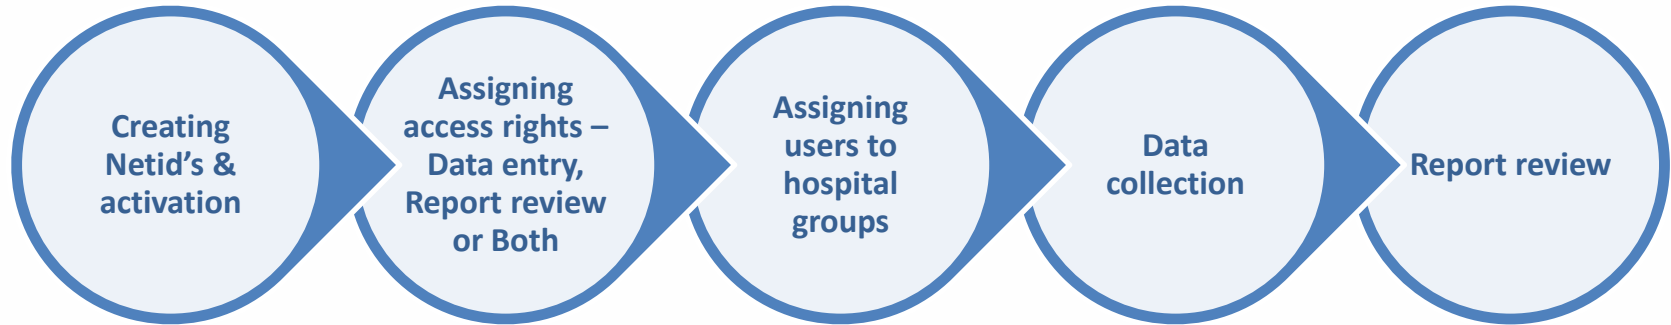 Creating
Netid’s &
activation
Assigning
access rights –
Data entry,
Report review
or Both
Assigning
users to
hospital
groups
Data
collection
Report review